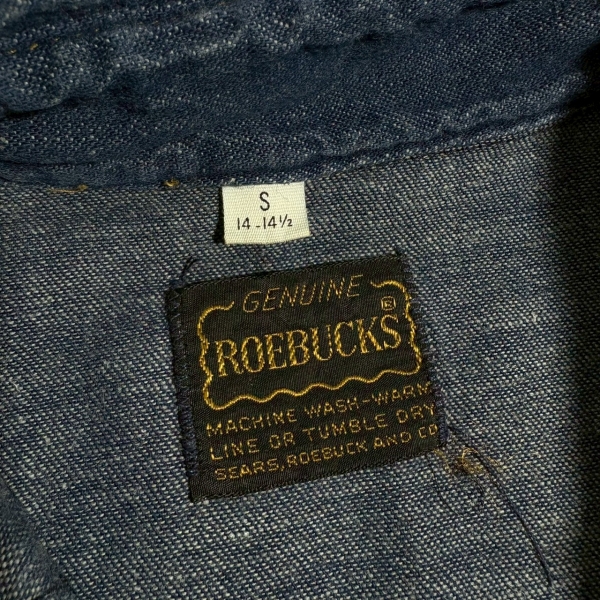 S
14-14½
GENUINE
ROEBUCKS ®
MACHINE WASH-WARM
LINE OR TUMBLE DRY
SEARS, ROEBUCK AND CO